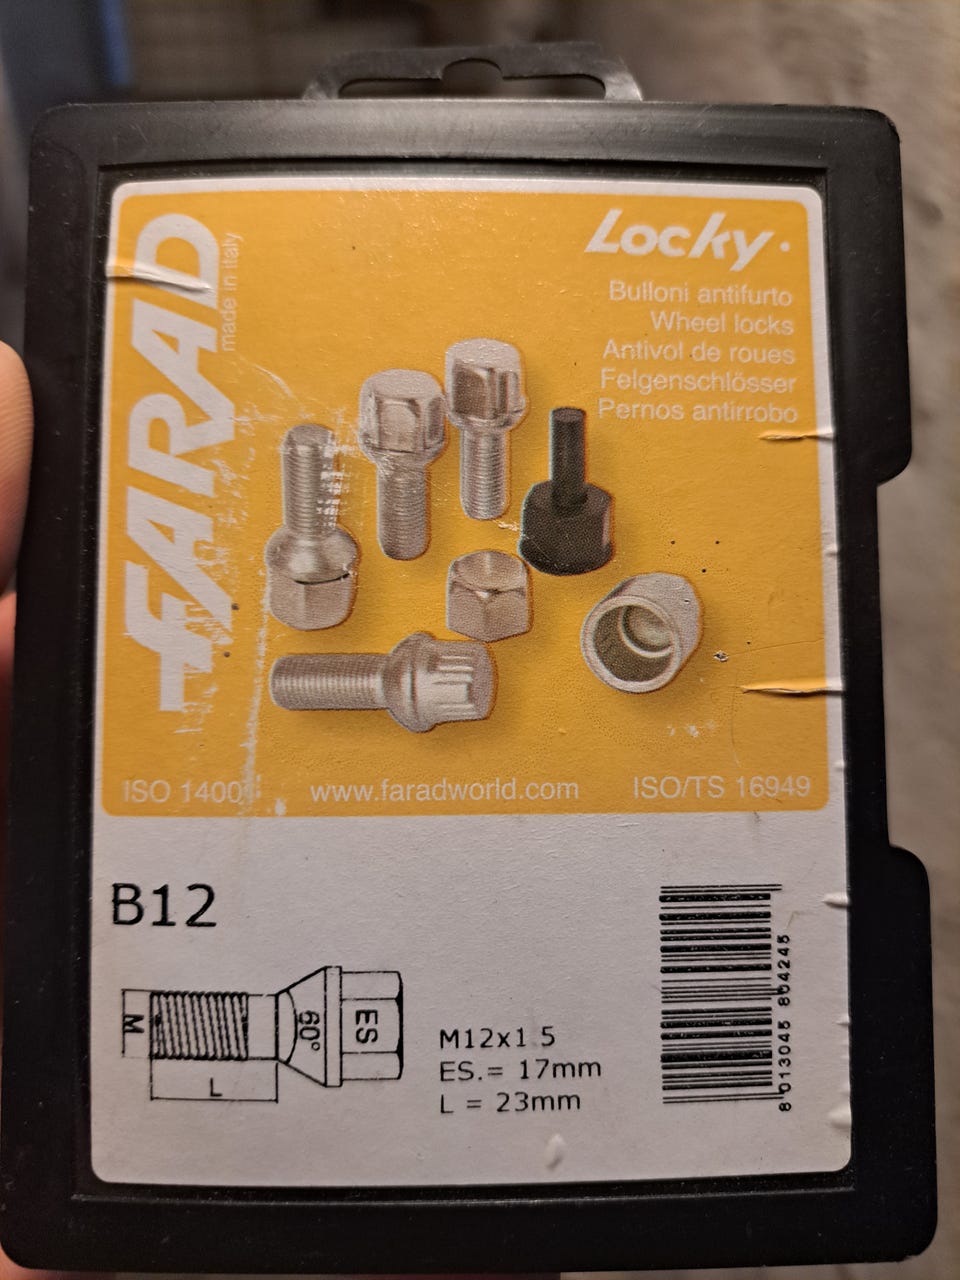 FARAD
made in italy
Locky.
Bulloni antifurto
Wheel locks
Antivol de roues
Felgenschlösser
Pernos antirrobo
ISO 14001
www.faradworld.com
ISO/TS 16949
B12
M
L
60°
ES
M12x1.5
ES.= 17mm
L = 23mm
8 013045 804245